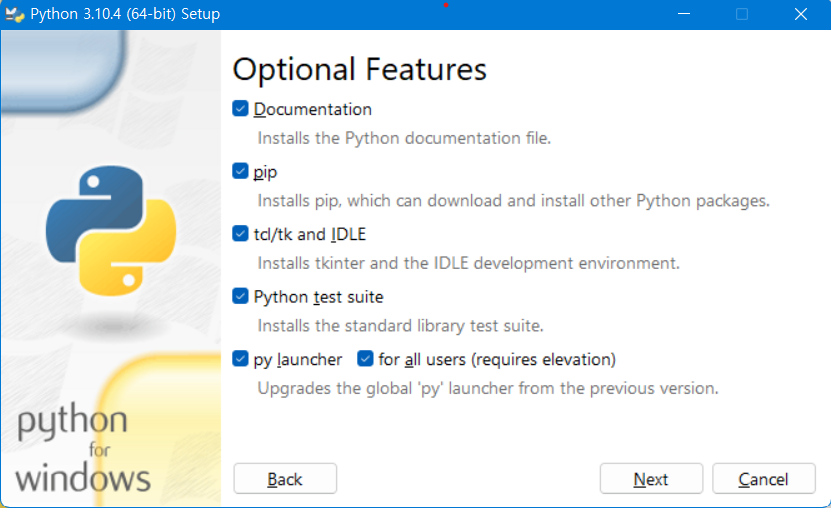 Python 3.10.4 (64-bit) Setup
Optional Features
Documentation
Installs the Python documentation file.
pip
Installs pip, which can download and install other Python packages.
tcl/tk and IDLE
Installs tkinter and the IDLE development environment.
Python test suite
Installs the standard library test suite.
py launcher for all users (requires elevation)
Upgrades the global 'py' launcher from the previous version.
python
for
windows
Back Next Cancel